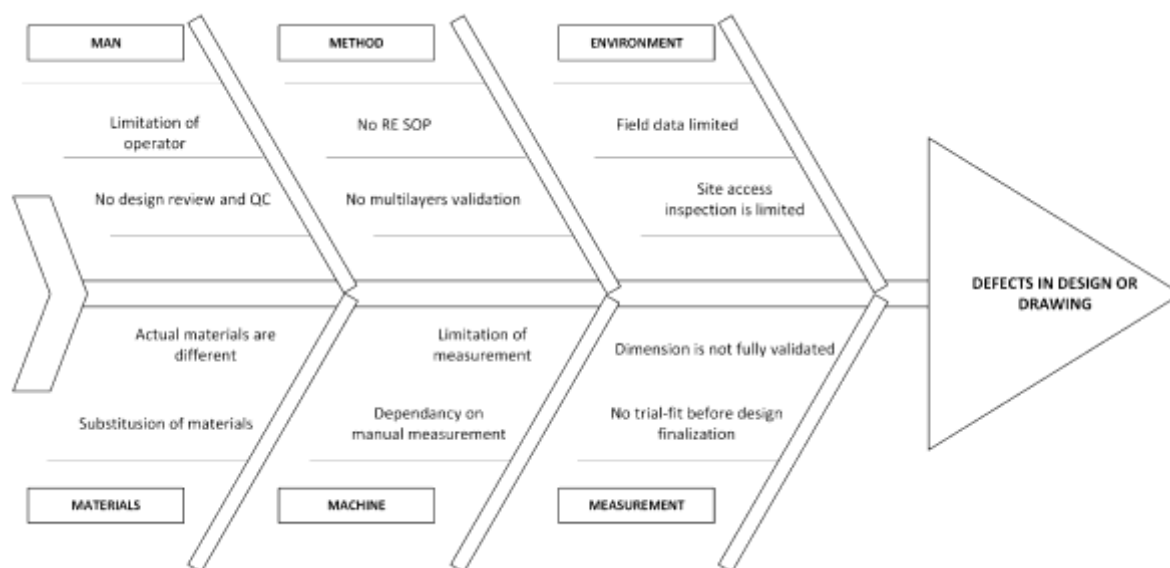 MAN
METHOD
ENVIRONMENT
Limitation of
operator
No RE SOP
Field data limited
No design review and QC
No multilayers validation
Site access
inspection is limited
DEFECTS IN DESIGN OR
DRAWING
Actual materials are
different
Limitation of
measurement
Dimension is not fully validated
Substitusion of materials
Dependancy on
manual measurement
No trial-fit before design
finalization
MATERIALS
MACHINE
MEASUREMENT